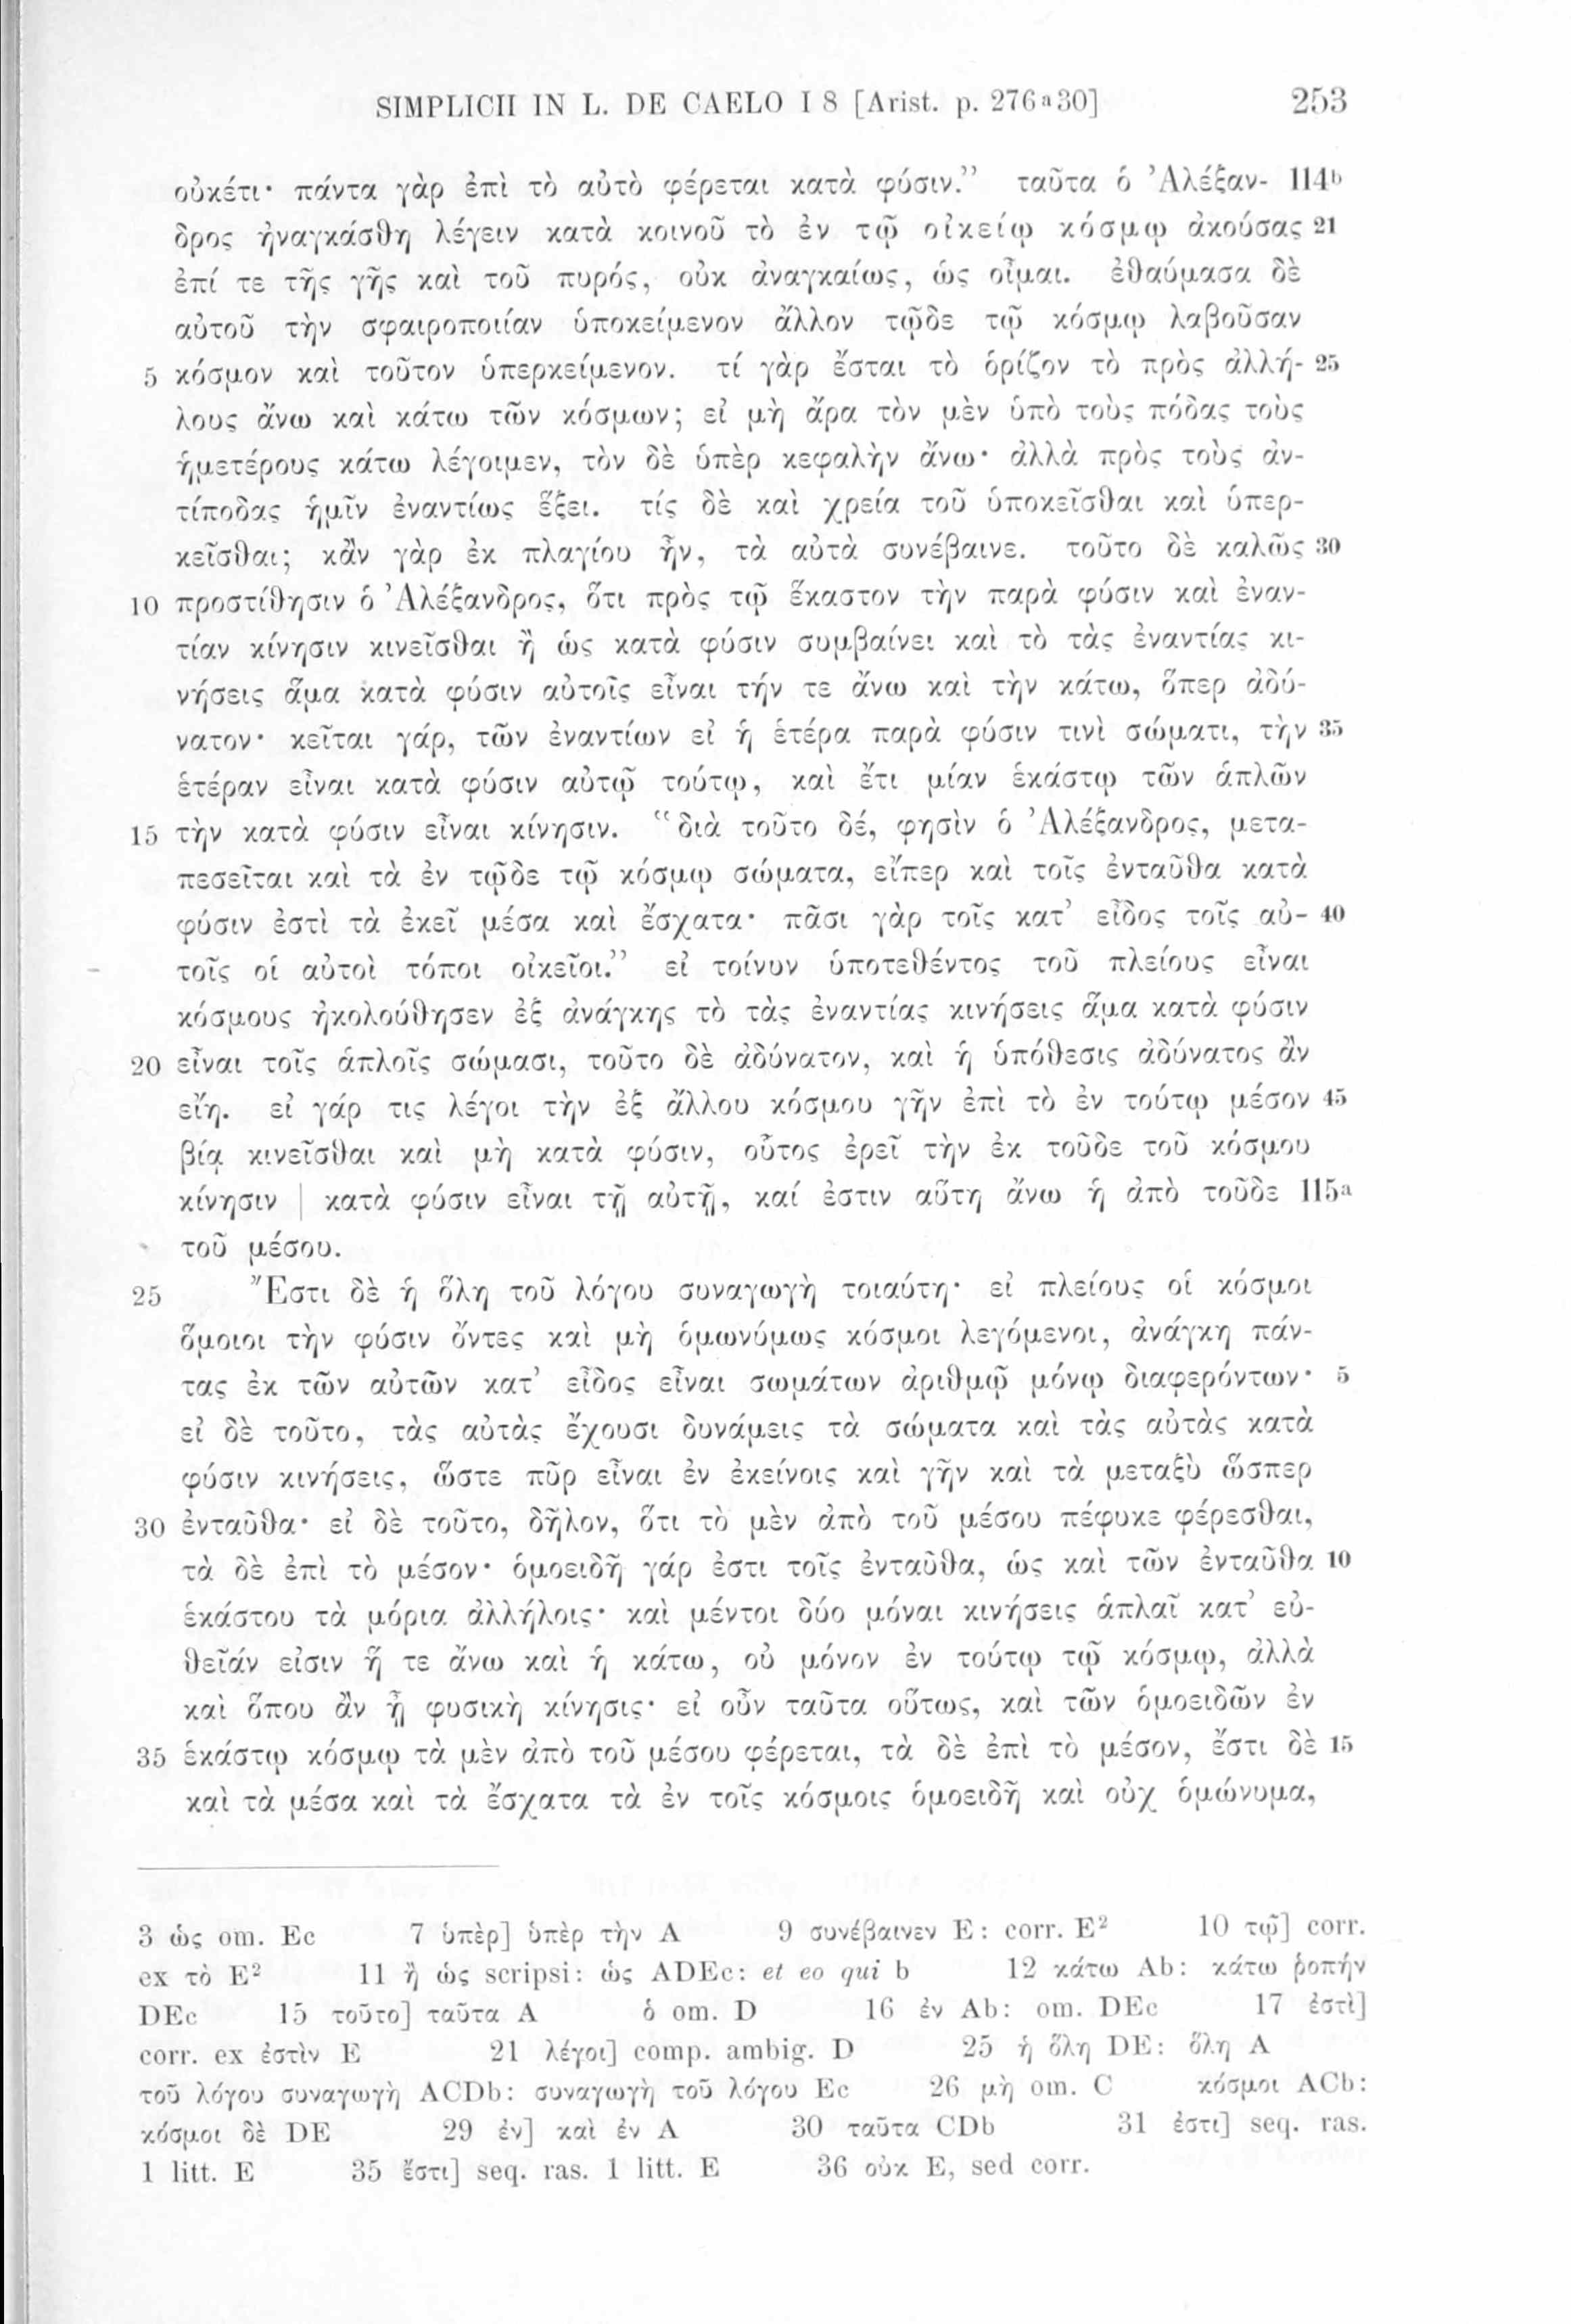 SIMPLICII IN L. DE CAELO I 8 [Arist. p. 276ᵃ30] 253
οὐκέτι· πάντα γὰρ ἐπὶ τὸ αὐτὸ φέρεται κατὰ φύσιν.” ταῦτα ὁ Ἀλέξαν- 114ᵇ
δρος ἠναγκάσθη λέγειν κατὰ κοινοῦ τὸ ἐν τῷ οἰκείῳ κόσμῳ ἀκούσας 21
ἐπί τε τῆς γῆς καὶ τοῦ πυρός, οὐκ ἀναγκαίως, ὡς οἶμαι. ἐθαύμασα δὲ
αὐτοῦ τὴν σφαιροποιίαν ὑποκείμενον ἄλλον τῷδε τῷ κόσμῳ λαβοῦσαν
5 κόσμον καὶ τοῦτον ὑπερκείμενον. τί γὰρ ἔσται τὸ ὁρίζον τὸ πρὸς ἀλλή- 25
λους ἄνω καὶ κάτω τῶν κόσμων; εἰ μὴ ἄρα τὸν μὲν ὑπὸ τοὺς πόδας τοὺς
ἡμετέρους κάτω λέγοιμεν, τὸν δὲ ὑπὲρ κεφαλὴν ἄνω· ἀλλὰ πρὸς τοὺς ἀν-
τίποδας ἡμῖν ἐναντίως ἕξει. τίς δὲ καὶ χρεία τοῦ ὑποκεῖσθαι καὶ ὑπερ-
κεῖσθαι; κἂν γὰρ ἐκ πλαγίου ἦν, τὰ αὐτὰ συνέβαινε. τοῦτο δὲ καλῶς 30
10 προστίθησιν ὁ Ἀλέξανδρος, ὅτι πρὸς τῷ ἕκαστον τὴν παρὰ φύσιν καὶ ἐναν-
τίαν κίνησιν κινεῖσθαι ἢ ὡς κατὰ φύσιν συμβαίνει καὶ τὸ τὰς ἐναντίας κι-
νήσεις ἅμα κατὰ φύσιν αὐτοῖς εἶναι τήν τε ἄνω καὶ τὴν κάτω, ὅπερ ἀδύ-
νατον· κεῖται γάρ, τῶν ἐναντίων εἰ ἡ ἑτέρα παρὰ φύσιν τινὶ σώματι, τὴν 35
ἑτέραν εἶναι κατὰ φύσιν αὐτῷ τούτῳ, καὶ ἔτι μίαν ἑκάστῳ τῶν ἁπλῶν
15 τὴν κατὰ φύσιν εἶναι κίνησιν. “διὰ τοῦτο δέ, φησὶν ὁ Ἀλέξανδρος, μετα-
πεσεῖται καὶ τὰ ἐν τῷδε τῷ κόσμῳ σώματα, εἴπερ καὶ τοῖς ἐνταῦθα κατὰ
φύσιν ἐστὶ τὰ ἐκεῖ μέσα καὶ ἔσχατα· πᾶσι γὰρ τοῖς κατ’ εἶδος τοῖς αὐ- 40
τοῖς οἱ αὐτοὶ τόποι οἰκεῖοι.” εἰ τοίνυν ὑποτεθέντος τοῦ πλείους εἶναι
κόσμους ἠκολούθησεν ἐξ ἀνάγκης τὸ τὰς ἐναντίας κινήσεις ἅμα κατὰ φύσιν
20 εἶναι τοῖς ἁπλοῖς σώμασι, τοῦτο δὲ ἀδύνατον, καὶ ἡ ὑπόθεσις ἀδύνατος ἂν
εἴη. εἰ γάρ τις λέγοι τὴν ἐξ ἄλλου κόσμου γῆν ἐπὶ τὸ ἐν τούτῳ μέσον 45
βίᾳ κινεῖσθαι καὶ μὴ κατὰ φύσιν, οὗτος ἐρεῖ τὴν ἐκ τοῦδε τοῦ κόσμου
κίνησιν | κατὰ φύσιν εἶναι τῇ αὐτῇ, καί ἐστιν αὕτη ἄνω ἡ ἀπὸ τοῦδε 115ᵃ
τοῦ μέσου.
25 Ἔστι δὲ ἡ ὅλη τοῦ λόγου συναγωγὴ τοιαύτη· εἰ πλείους οἱ κόσμοι
ὅμοιοι τὴν φύσιν ὄντες καὶ μὴ ὁμωνύμως κόσμοι λεγόμενοι, ἀνάγκη πάν-
τας ἐκ τῶν αὐτῶν κατ’ εἶδος εἶναι σωμάτων ἀριθμῷ μόνῳ διαφερόντων· 5
εἰ δὲ τοῦτο, τὰς αὐτὰς ἔχουσι δυνάμεις τὰ σώματα καὶ τὰς αὐτὰς κατὰ
φύσιν κινήσεις, ὥστε πῦρ εἶναι ἐν ἐκείνοις καὶ γῆν καὶ τὰ μεταξὺ ὥσπερ
30 ἐνταῦθα· εἰ δὲ τοῦτο, δῆλον, ὅτι τὸ μὲν ἀπὸ τοῦ μέσου πέφυκε φέρεσθαι,
τὰ δὲ ἐπὶ τὸ μέσον· ὁμοειδῆ γάρ ἐστι τοῖς ἐνταῦθα, ὡς καὶ τῶν ἐνταῦθα 10
ἑκάστου τὰ μόρια ἀλλήλοις· καὶ μέντοι δύο μόναι κινήσεις ἁπλαῖ κατ’ εὐ-
θεῖάν εἰσιν ἥ τε ἄνω καὶ ἡ κάτω, οὐ μόνον ἐν τούτῳ τῷ κόσμῳ, ἀλλὰ
καὶ ὅπου ἂν ᾖ φυσικὴ κίνησις· εἰ οὖν ταῦτα οὕτως, καὶ τῶν ὁμοειδῶν ἐν
35 ἑκάστῳ κόσμῳ τὰ μὲν ἀπὸ τοῦ μέσου φέρεται, τὰ δὲ ἐπὶ τὸ μέσον, ἔστι δὲ 15
καὶ τὰ μέσα καὶ τὰ ἔσχατα τὰ ἐν τοῖς κόσμοις ὁμοειδῆ καὶ οὐχ ὁμώνυμα,
3 ὡς om. Ec 7 ὑπὲρ] ὑπὲρ τὴν A 9 συνέβαινεν E: corr. E² 10 τῷ] corr.
ex τὸ E² 11 ἢ ὡς scripsi: ὡς ADEc: et eo qui b 12 κάτω Ab: κάτω ῥοπήν
DEc 15 τοῦτο] ταῦτα A ὁ om. D 16 ἐν Ab: om. DEc 17 ἐστὶ]
corr. ex ἐστὶν E 21 λέγοι] comp. ambig. D 25 ἡ ὅλη DE: ὅλη A
τοῦ λόγου συναγωγὴ ACDb: συναγωγὴ τοῦ λόγου Ec 26 μὴ om. C κόσμοι ACb:
κόσμοι δὲ DE 29 ἐν] καὶ ἐν A 30 ταῦτα CDb 31 ἐστι] seq. ras.
1 litt. E 35 ἔστι] seq. ras. 1 litt. E 36 οὐκ E, sed corr.